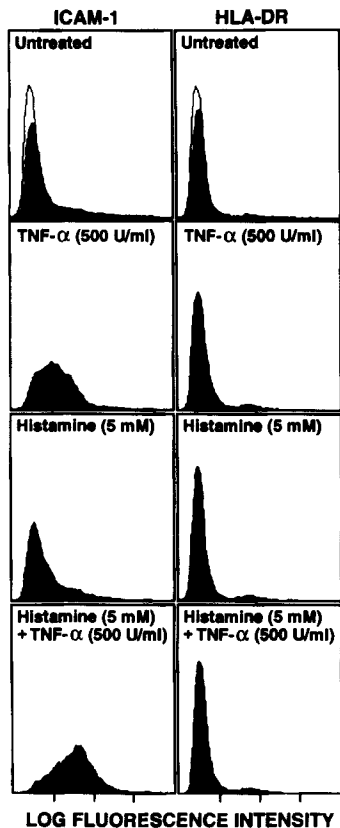 ICAM-1 HLA-DR
Untreated Untreated
TNF-α (500 U/ml) TNF-α (500 U/ml)
Histamine (5 mM) Histamine (5 mM)
Histamine (5 mM) Histamine (5 mM)
+ TNF-α (500 U/ml) + TNF-α (500 U/ml)
LOG FLUORESCENCE INTENSITY